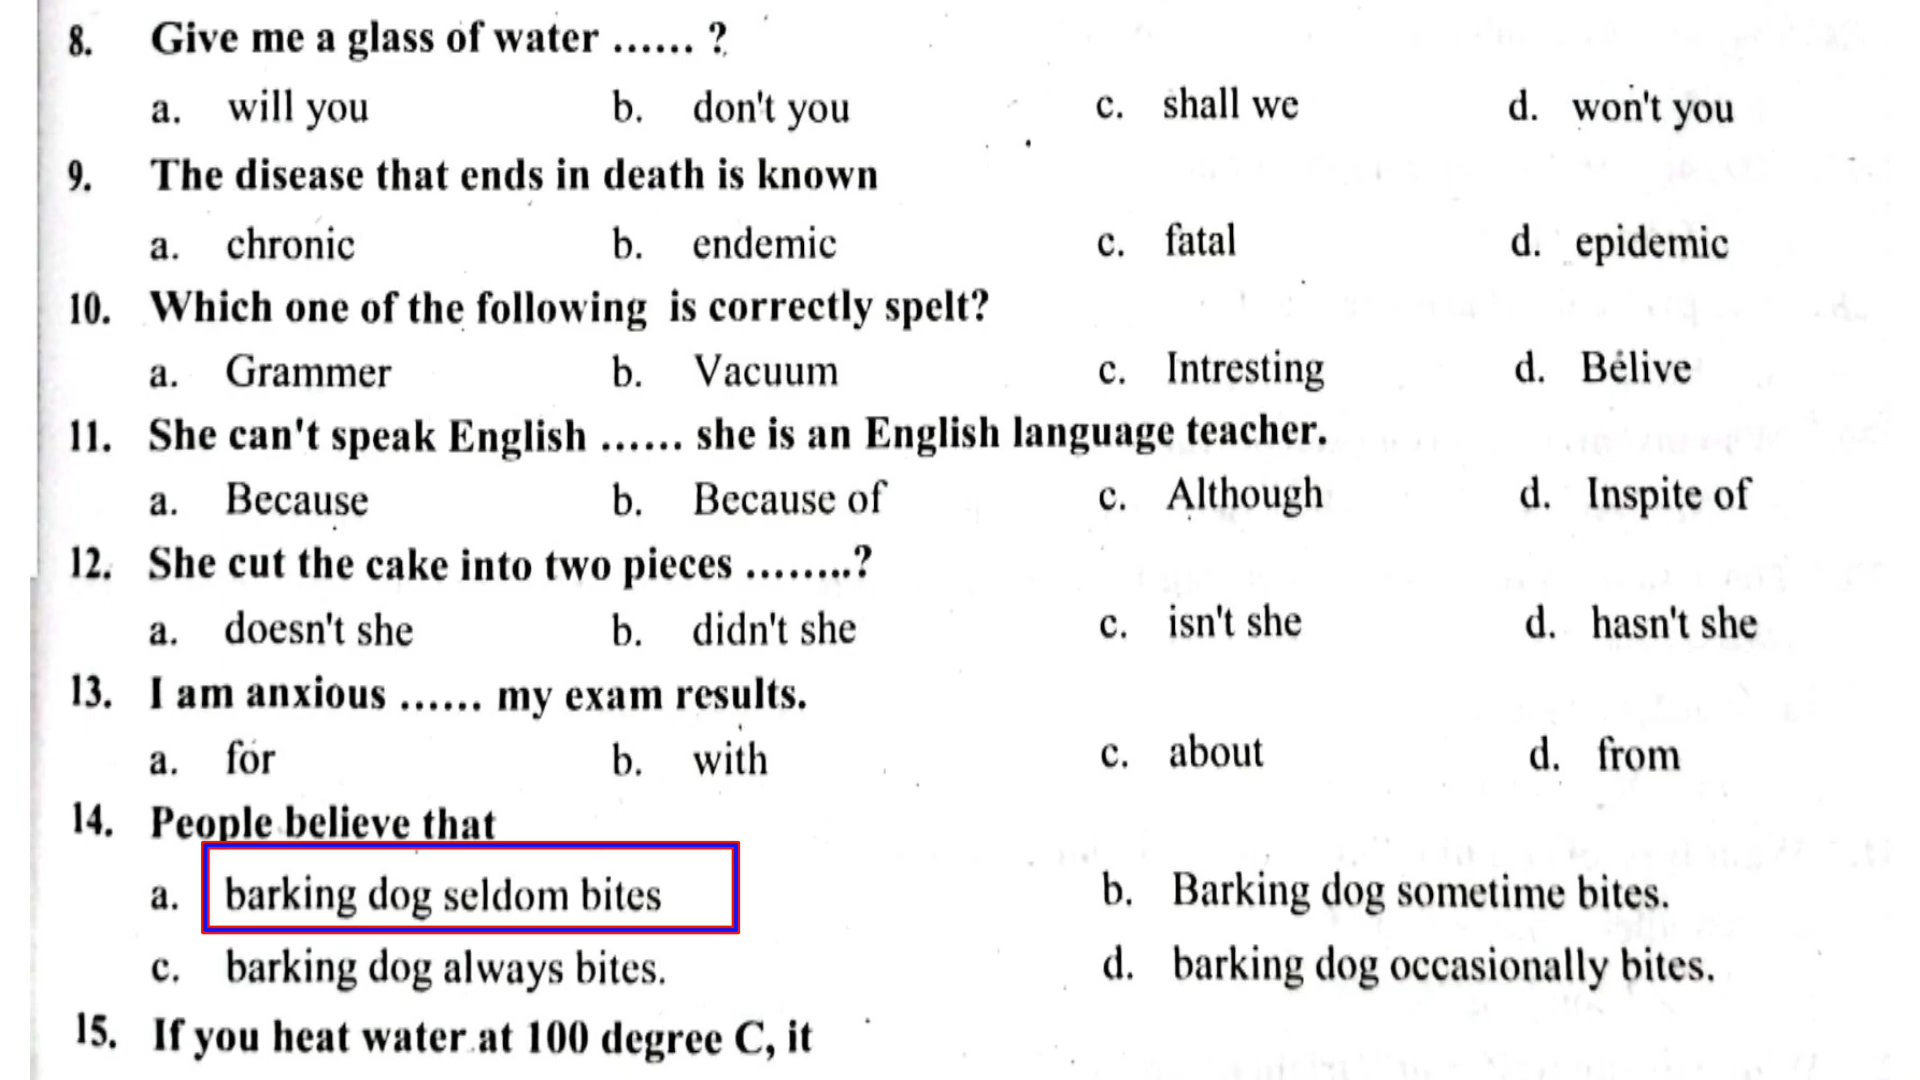 8. Give me a glass of water ...... ?
a. will you b. don't you c. shall we d. won't you
9. The disease that ends in death is known
a. chronic b. endemic c. fatal d. epidemic
10. Which one of the following is correctly spelt?
a. Grammer b. Vacuum c. Intresting d. Belive
11. She can't speak English ...... she is an English language teacher.
a. Because b. Because of c. Although d. Inspite of
12. She cut the cake into two pieces ........?
a. doesn't she b. didn't she c. isn't she d. hasn't she
13. I am anxious ...... my exam results.
a. for b. with c. about d. from
14. People believe that
a. barking dog seldom bites b. Barking dog sometime bites.
c. barking dog always bites. d. barking dog occasionally bites.
15. If you heat water at 100 degree C, it